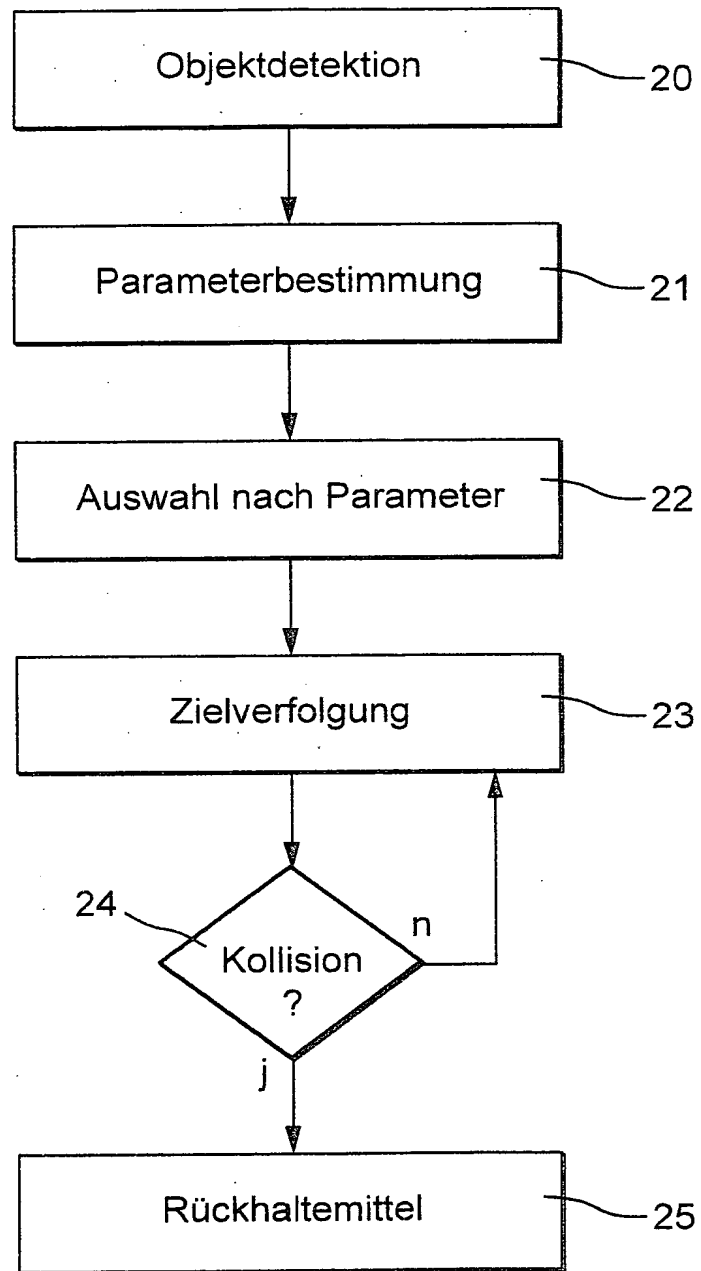 Objektdetektion
20
Parameterbestimmung
21
Auswahl nach Parameter
22
Zielverfolgung
23
24
n
Kollision
?
j
Rückhaltemittel
25